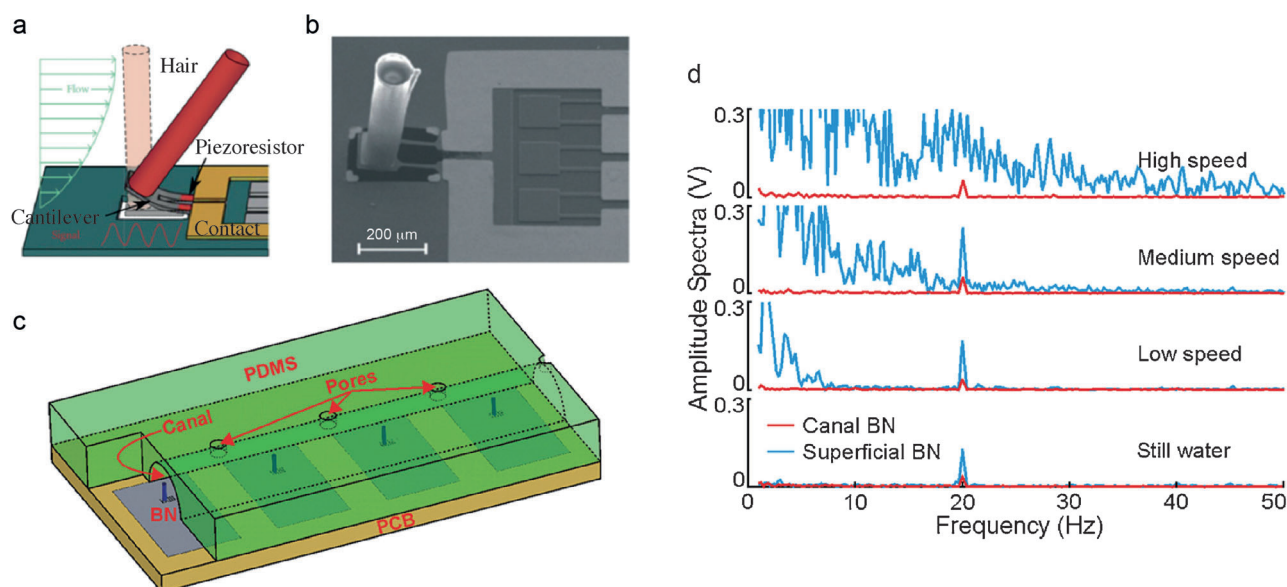 a
Hair
Flow
Piezoresistor
Cantilever
Signal
Contact
b
200 μm
c
PDMS
Pores
Canal
BN
PCB
d
Amplitude Spectra (V)
0.3
0
High speed
0.3
0
Medium speed
0.3
0
Low speed
0.3
0
Canal BN
Superficial BN
Still water
0 10 20 30 40 50
Frequency (Hz)